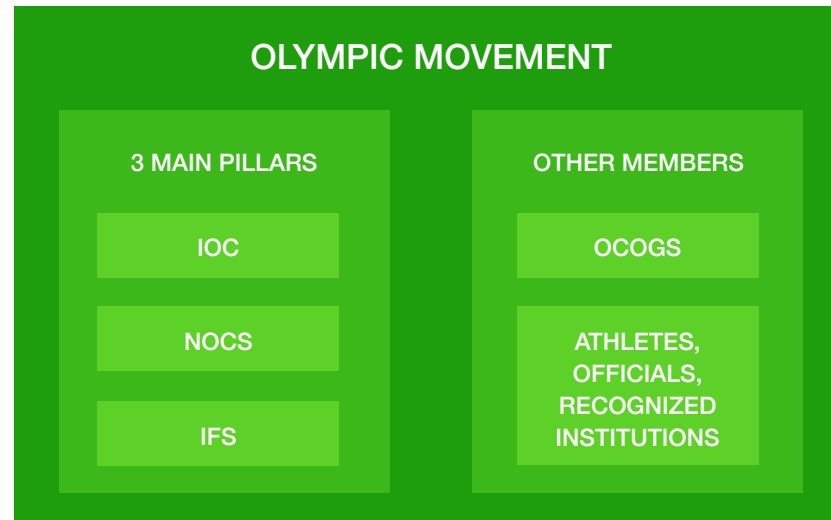 OLYMPIC MOVEMENT
3 MAIN PILLARS
IOC
NOCS
IFS
OTHER MEMBERS
OCOGS
ATHLETES,
OFFICIALS,
RECOGNIZED
INSTITUTIONS